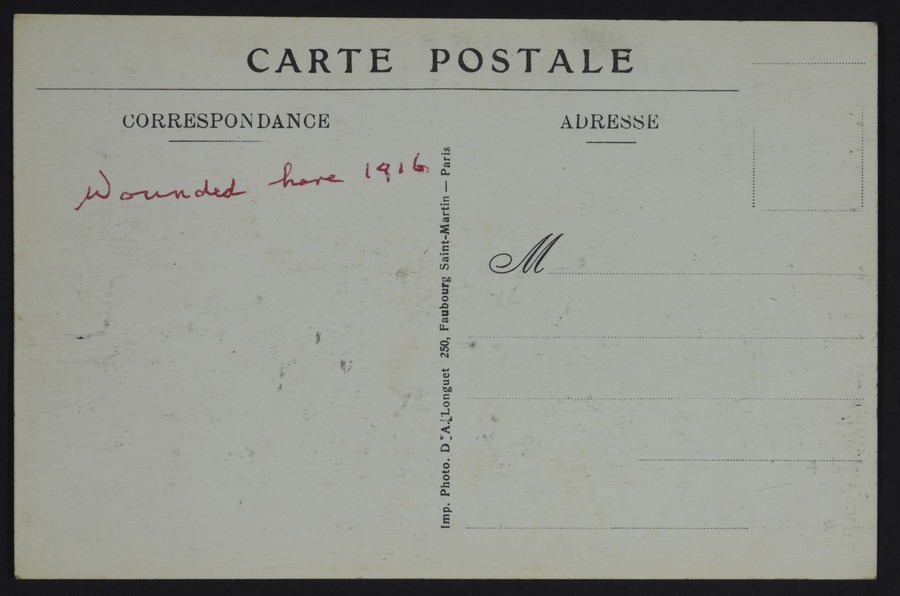 CARTE POSTALE
CORRESPONDANCE
ADRESSE
Wounded here 1916
M
Imp. Photo. D. A. Longuet 250, Faubourg Saint-Martin — Paris